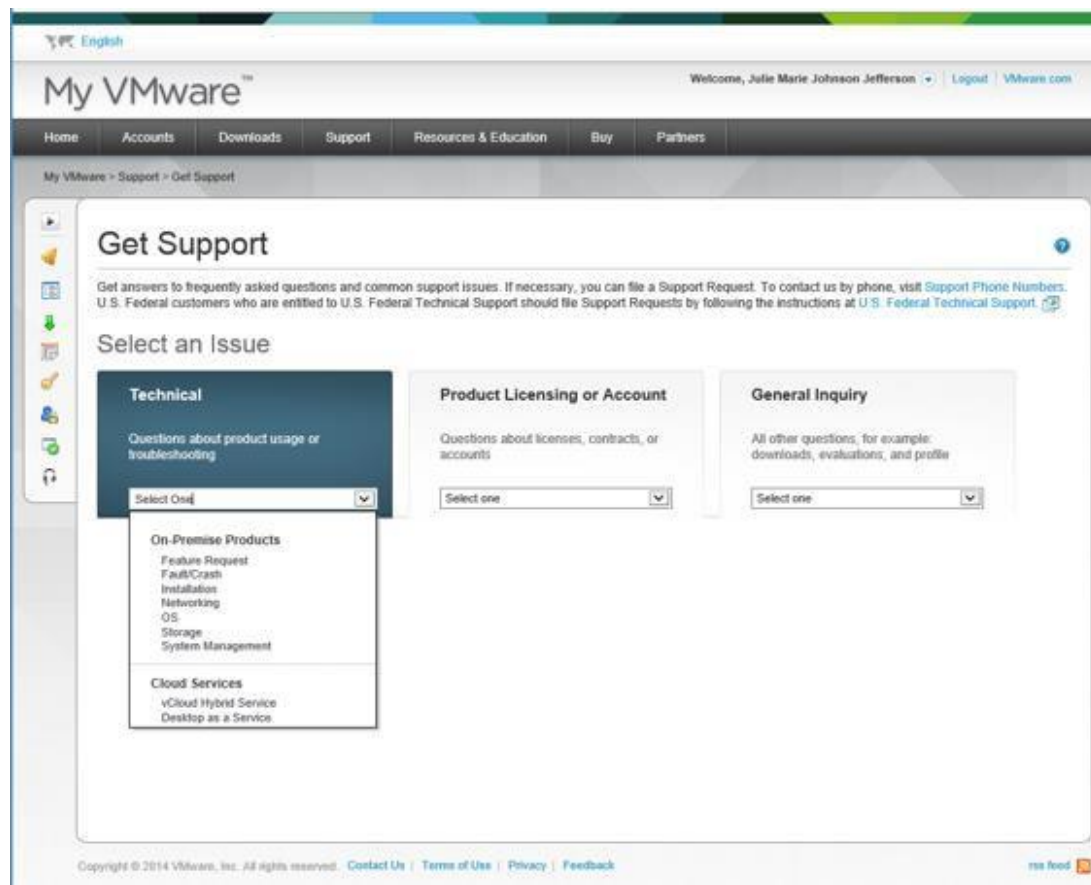 English
My VMware™
Welcome, Julie Marie Johnson Jefferson | Logout | VMware.com
Home Accounts Downloads Support Resources & Education Buy Partners
My VMware > Support > Get Support
Get Support
Get answers to frequently asked questions and common support issues. If necessary, you can file a Support Request. To contact us by phone, visit Support Phone Numbers.
U.S. Federal customers who are entitled to U.S. Federal Technical Support should file Support Requests by following the instructions at U.S. Federal Technical Support.
Select an Issue
Technical
Questions about product usage or
troubleshooting
Select One
On-Premise Products
Feature Request
Fault/Crash
Installation
Networking
OS
Storage
System Management
Cloud Services
vCloud Hybrid Service
Desktop as a Service
Product Licensing or Account
Questions about licenses, contracts, or
accounts
Select one
General Inquiry
All other questions, for example:
downloads, evaluations, and profile
Select one
Copyright © 2014 VMware, Inc. All rights reserved. Contact Us | Terms of Use | Privacy | Feedback
rss feed